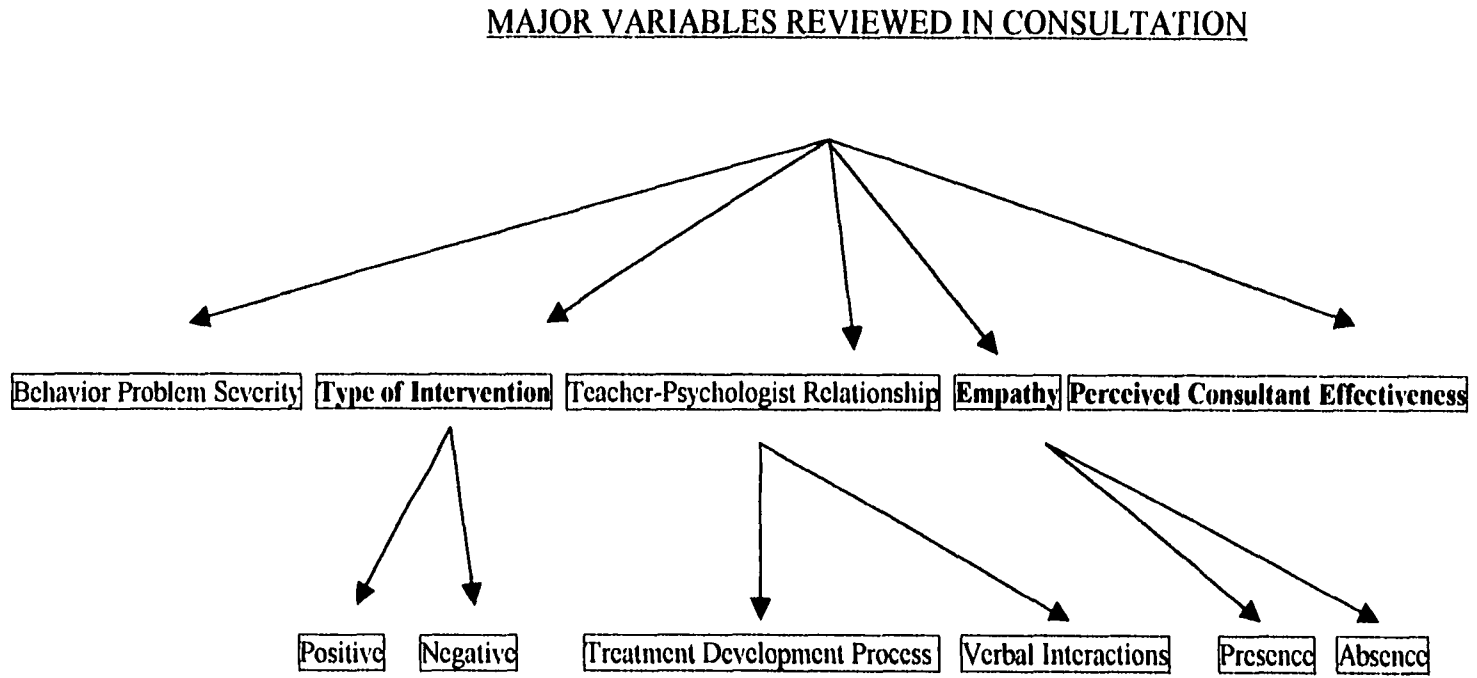 MAJOR VARIABLES REVIEWED IN CONSULTATION
Behavior Problem Severity Type of Intervention Teacher-Psychologist Relationship Empathy Perceived Consultant Effectiveness
Positive Negative Treatment Development Process Verbal Interactions Presence Absence